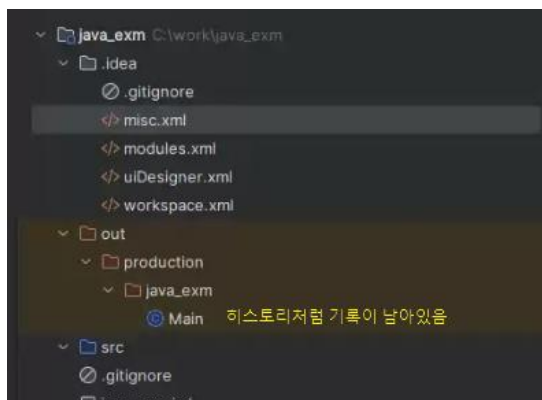 java_exm C:\work\java_exm
.idea
.gitignore
</> misc.xml
</> modules.xml
</> uiDesigner.xml
</> workspace.xml
out
production
java_exm
Main 히스토리처럼 기록이 남아있음
src
.gitignore